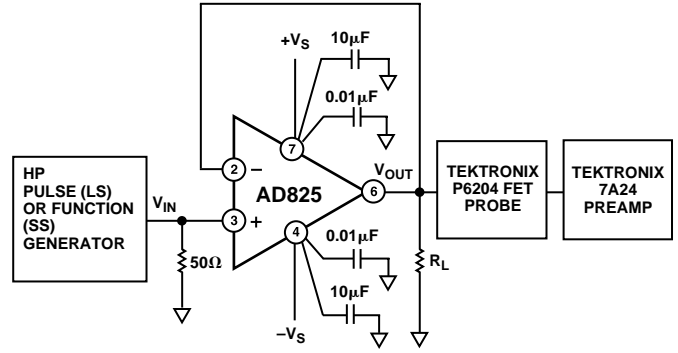 +VS
10µF
0.01µF
7
HP
PULSE (LS)
OR FUNCTION
(SS)
GENERATOR
VIN
2
−
AD825
3
+
6
VOUT
TEKTRONIX
P6204 FET
PROBE
TEKTRONIX
7A24
PREAMP
4
50Ω
0.01µF
10µF
−VS
RL